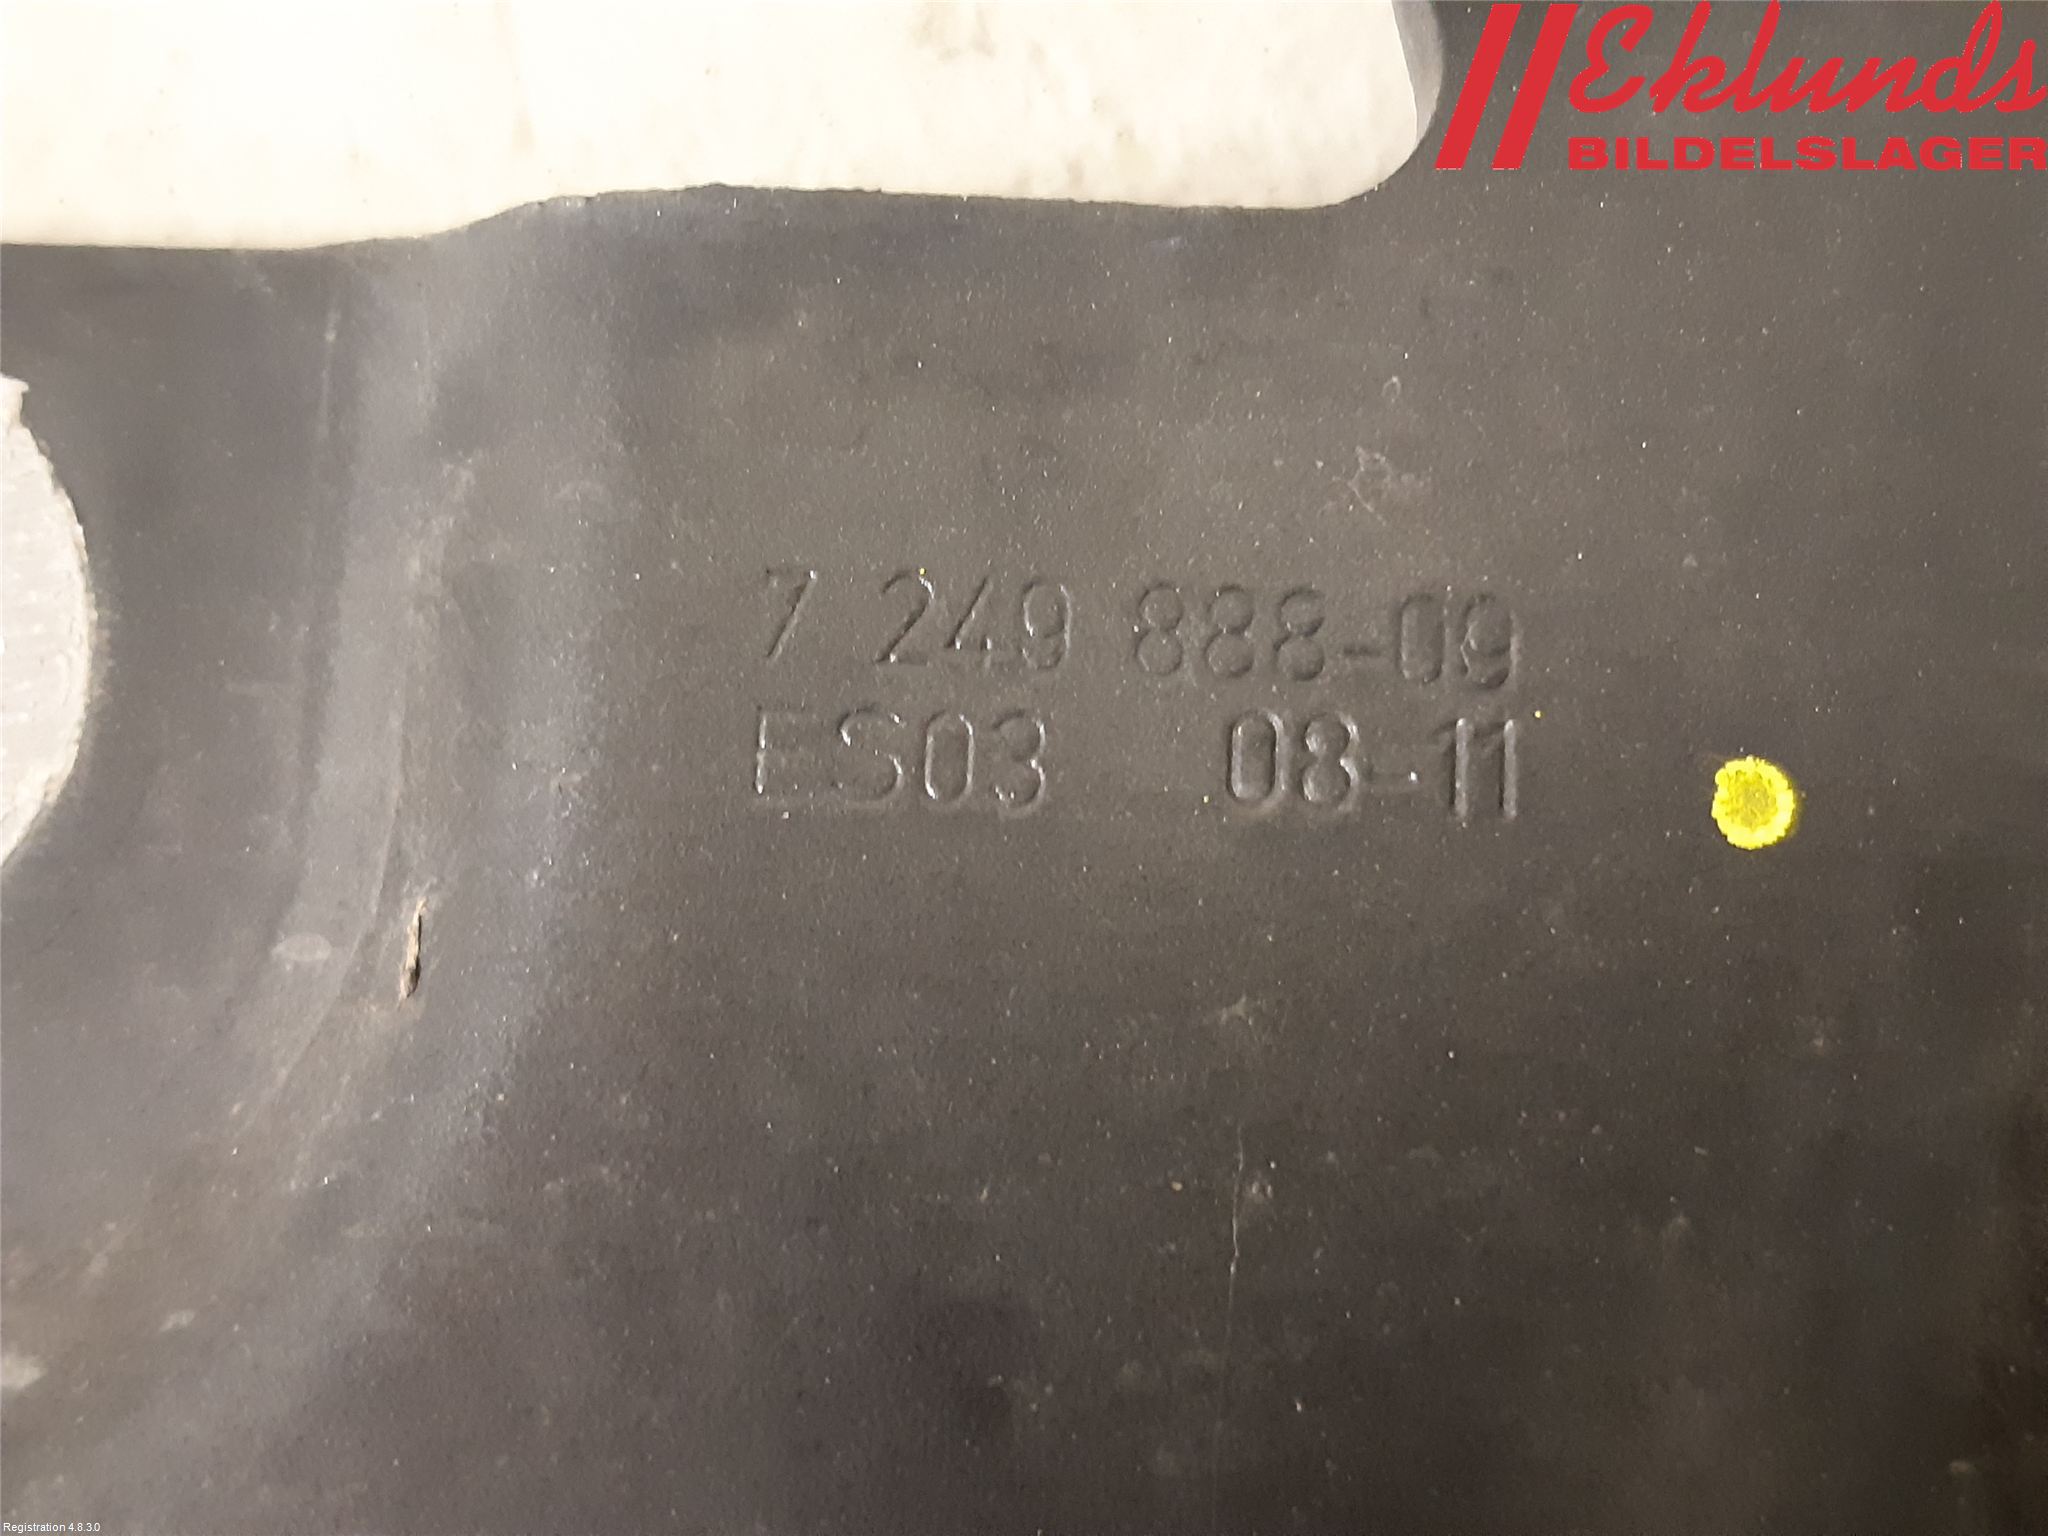 Eklunds
BILDELSLAGER
7 249 888-09
ES03 08-11
Registration 4.8.3.0